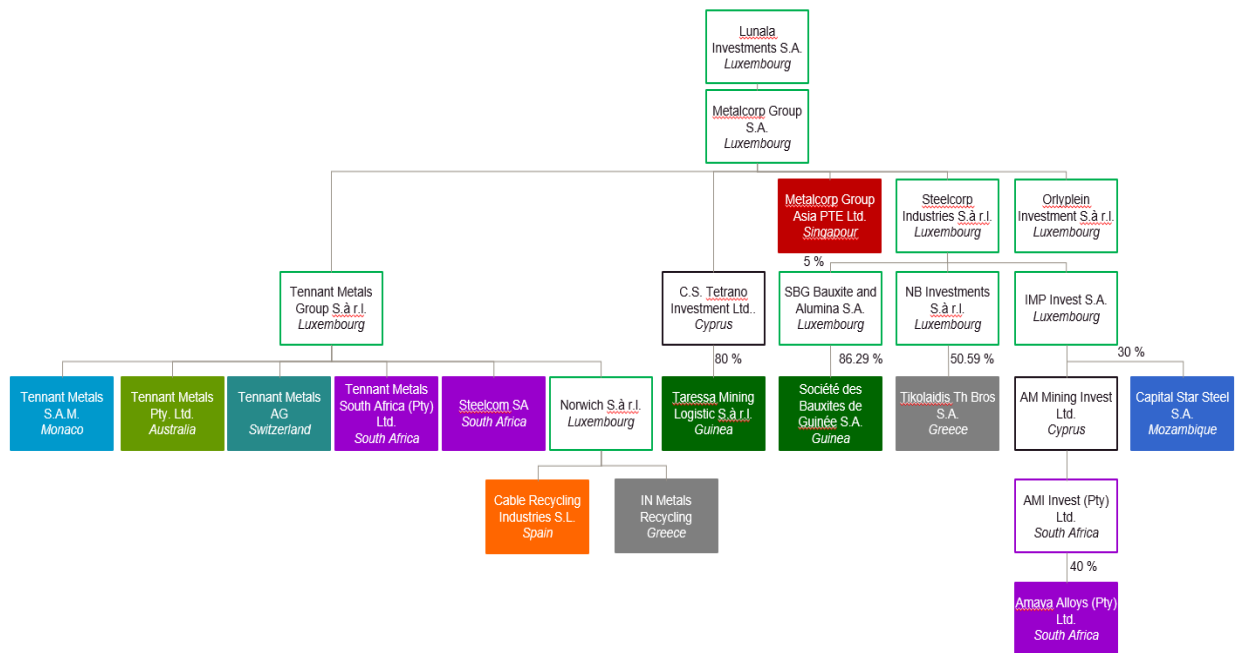 Lunala
Investments S.A.
Luxembourg
Metalcorp Group
S.A.
Luxembourg
Metalcorp Group
Asia PTE Ltd.
Singapour
Steelcorp
Industries S.à r.l.
Luxembourg
Orlyplein
Investment S.à r.l.
Luxembourg
5 %
Tennant Metals
Group S.à r.l.
Luxembourg
C.S. Tetrano
Investment Ltd..
Cyprus
SBG Bauxite and
Alumina S.A.
Luxembourg
NB Investments
S.à r.l.
Luxembourg
IMP Invest S.A.
Luxembourg
80 %
86.29 %
50.59 %
30 %
Tennant Metals
S.A.M.
Monaco
Tennant Metals
Pty. Ltd.
Australia
Tennant Metals
AG
Switzerland
Tennant Metals
South Africa (Pty)
Ltd.
South Africa
Steelcom SA
South Africa
Norwich S.à r.l.
Luxembourg
Taressa Mining
Logistic S.à r.l.
Guinea
Société des
Bauxites de
Guinée S.A.
Guinea
Tikolaidis Th Bros
S.A.
Greece
AM Mining Invest
Ltd.
Cyprus
Capital Star Steel
S.A.
Mozambique
Cable Recycling
Industries S.L.
Spain
IN Metals
Recycling
Greece
AMI Invest (Pty)
Ltd.
South Africa
40 %
Amava Alloys (Pty)
Ltd.
South Africa